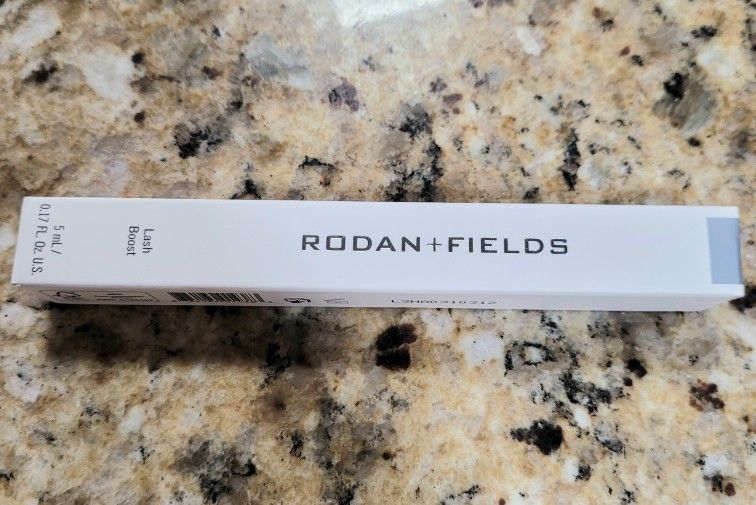 RODAN+FIELDS
Lash
Boost
5 mL /
0.17 FL. Oz. U.S.